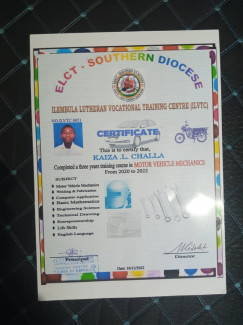 ELCT - SOUTHERN DIOCESE
ILEMBULA LUTHERAN VOCATIONAL TRAINING CENTRE (ILVTC)
CERTIFICATE
This is to certify that,
KAIZA .L. CHALLA
Completed a three years training course in MOTOR VEHICLE MECHANICS
From 2020 to 2022
SUBJECT
Motor Vehicle Mechanics
Welding & Fabrication
Computer Application
Basic Mathematics
Engineering Science
Technical Drawing
Entrepreneurship
Life Skills
English Language
Principal
Director